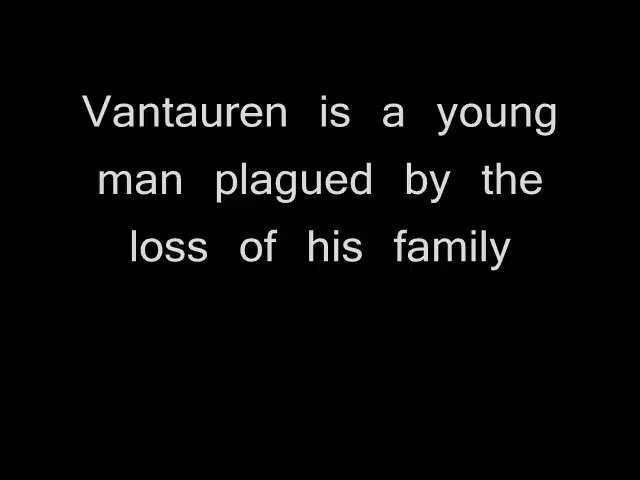 Vantauren is a young
man plagued by the
loss of his family